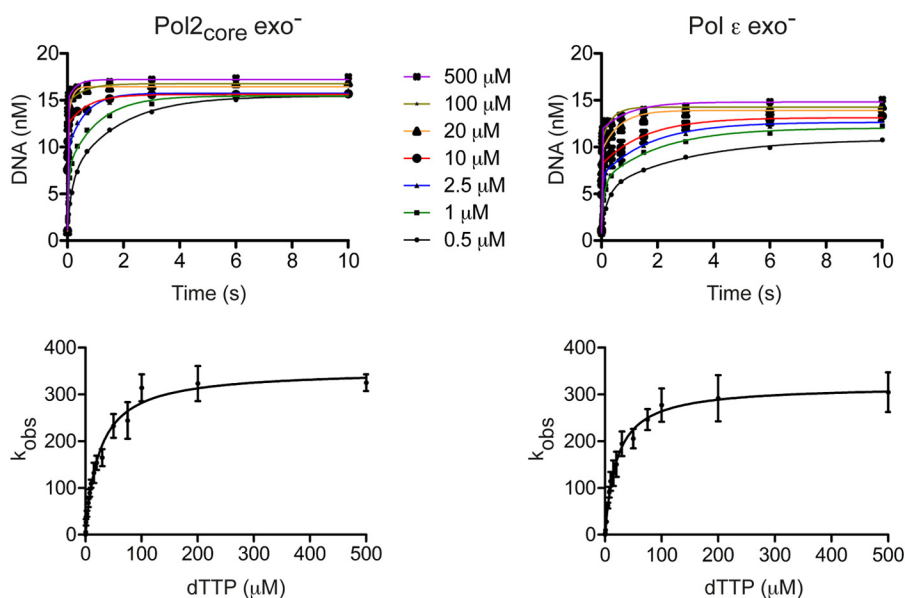 Pol2core exo⁻
Pol ε exo⁻
20
15
10
5
0
DNA (nM)
0 2 4 6 8 10
Time (s)
500 μM
100 μM
20 μM
10 μM
2.5 μM
1 μM
0.5 μM
20
15
10
5
0
DNA (nM)
0 2 4 6 8 10
Time (s)
400
300
200
100
0
kobs
0 100 200 300 400 500
dTTP (μM)
400
300
200
100
0
kobs
0 100 200 300 400 500
dTTP (μM)